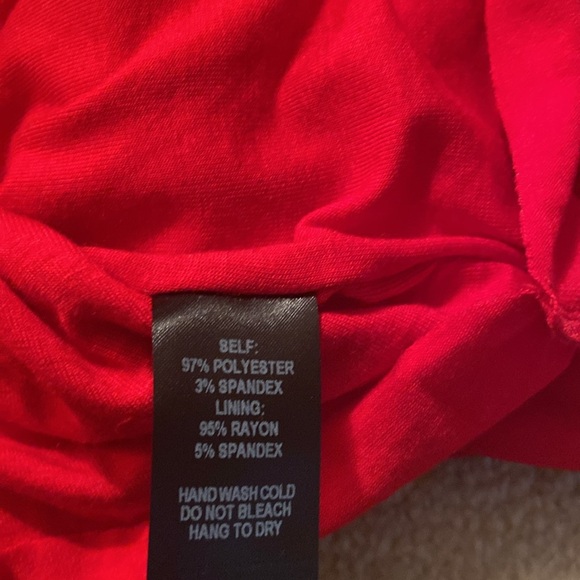 SELF:
97% POLYESTER
3% SPANDEX
LINING:
95% RAYON
5% SPANDEX
HAND WASH COLD
DO NOT BLEACH
HANG TO DRY